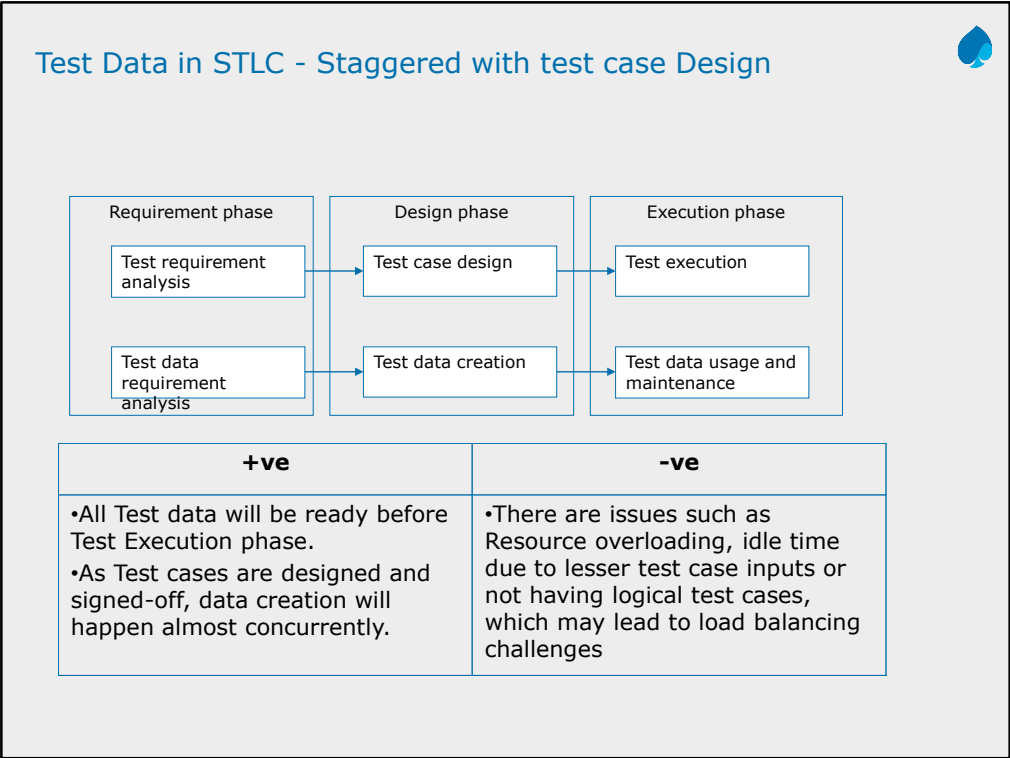 Test Data in STLC - Staggered with test case Design
Requirement phase
Design phase
Execution phase
Test requirement
analysis
Test case design
Test execution
Test data
requirement
analysis
Test data creation
Test data usage and
maintenance
+ve
-ve
•All Test data will be ready before
Test Execution phase.
•As Test cases are designed and
signed-off, data creation will
happen almost concurrently.
•There are issues such as
Resource overloading, idle time
due to lesser test case inputs or
not having logical test cases,
which may lead to load balancing
challenges